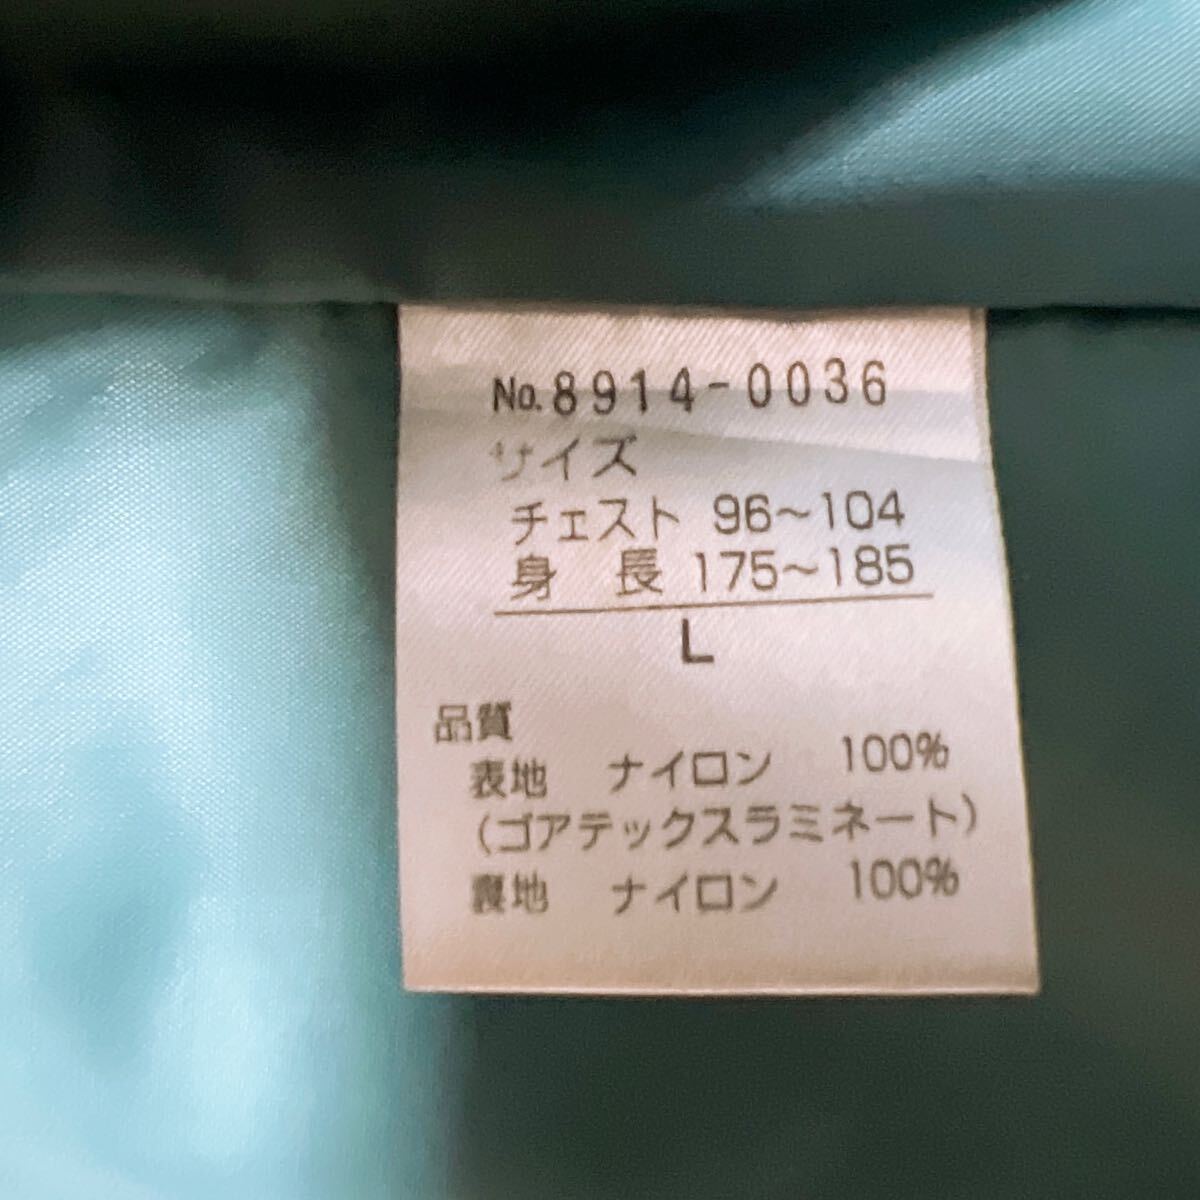 No.8914-0036
サイズ
チェスト 96〜104
身 長 175〜185
L
品質
表地 ナイロン 100%
(ゴアテックスラミネート)
裏地 ナイロン 100%